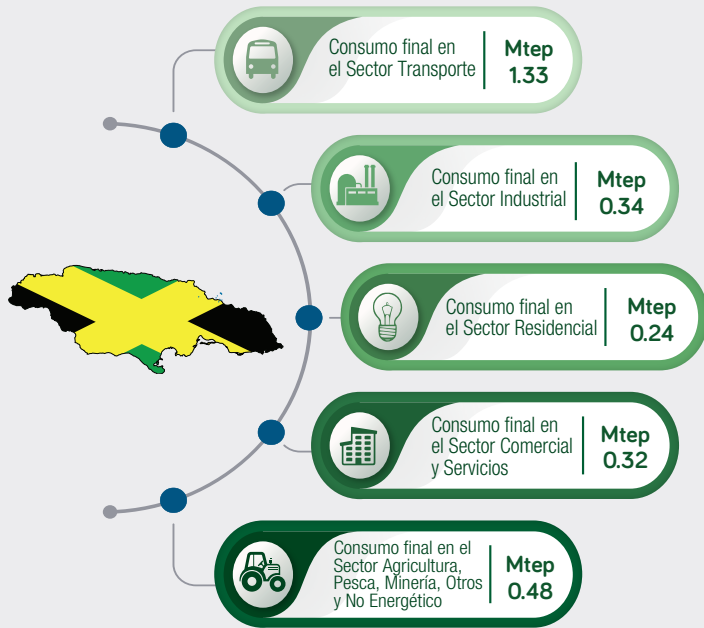 Consumo final en
el Sector Transporte
Mtep
1.33
Consumo final en
el Sector Industrial
Mtep
0.34
Consumo final en
el Sector Residencial
Mtep
0.24
Consumo final en
el Sector Comercial
y Servicios
Mtep
0.32
Consumo final en el
Sector Agricultura,
Pesca, Minería, Otros
y No Energético
Mtep
0.48